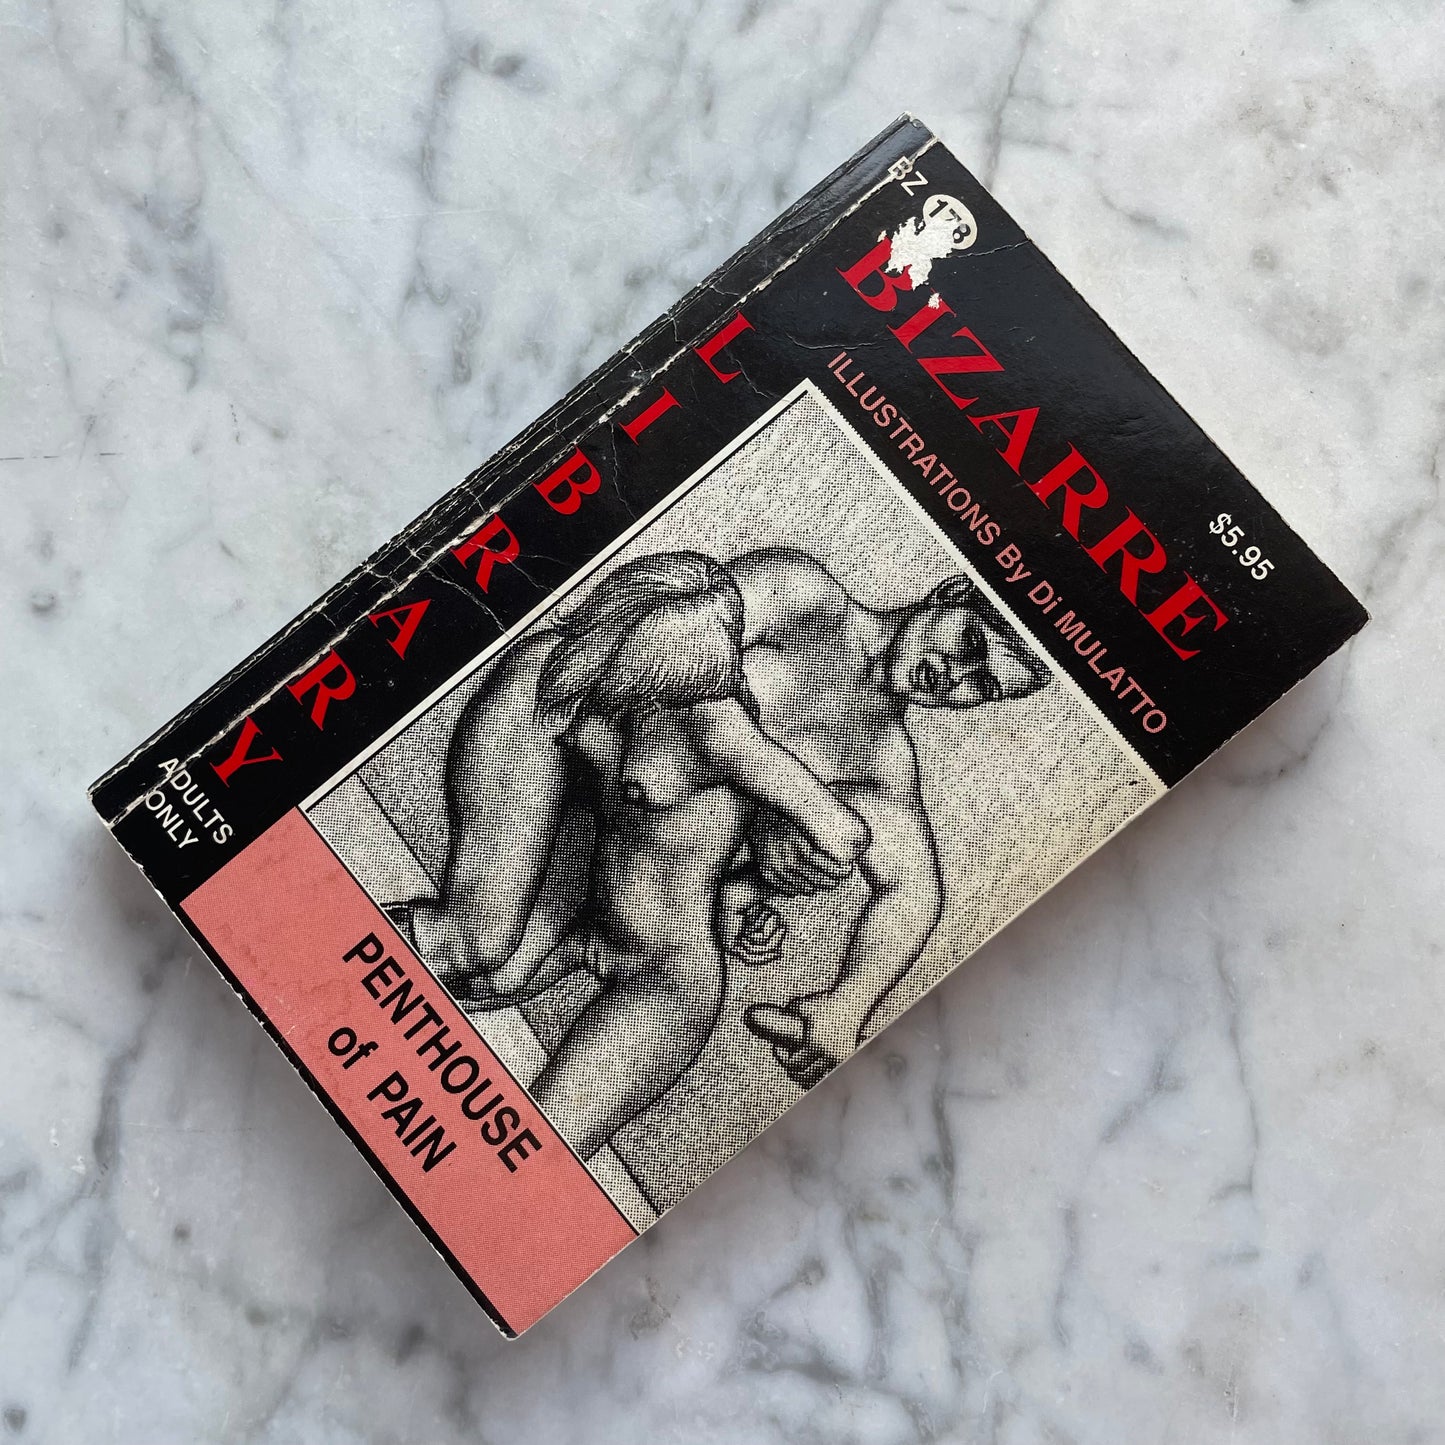 BZ 178
BIZARRE
LIBRARY
$5.95
ILLUSTRATIONS By Di MULATTO
ADULTS
ONLY
PENTHOUSE
of PAIN